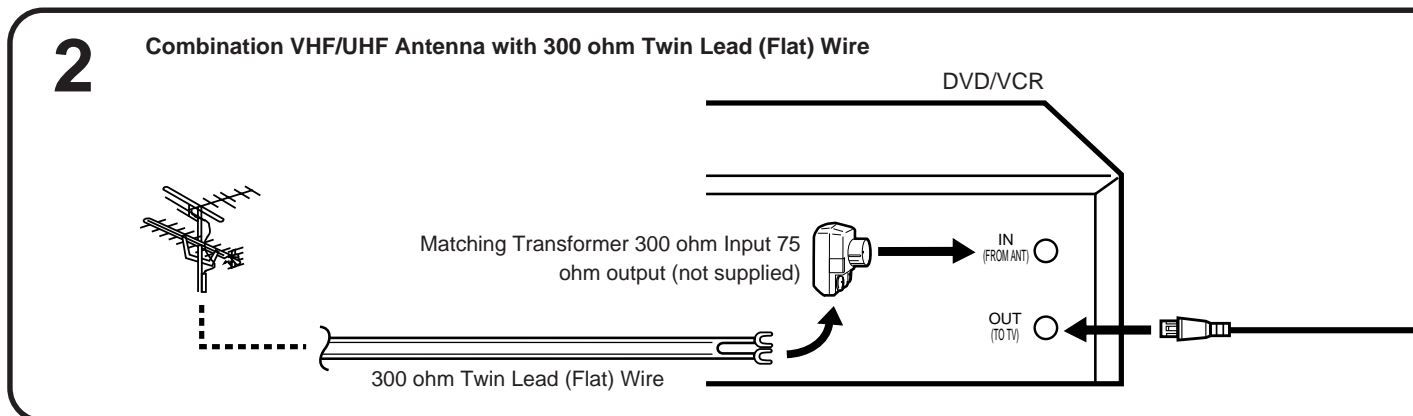 2
Combination VHF/UHF Antenna with 300 ohm Twin Lead (Flat) Wire
DVD/VCR
Matching Transformer 300 ohm Input 75
ohm output (not supplied)
IN
(FROM ANT)
OUT
(TO TV)
300 ohm Twin Lead (Flat) Wire